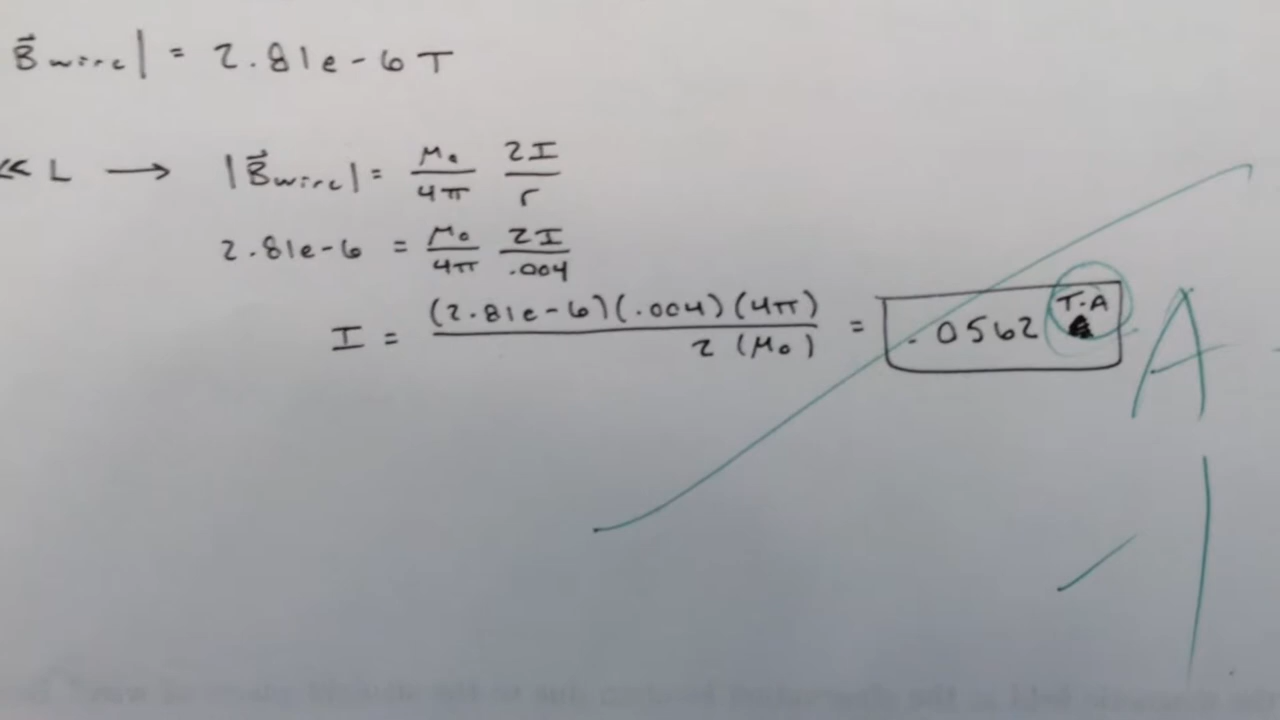 B⃗wire| = 2.81e-6 T
<< L → |B⃗wire| = μ₀/4π 2I/r
2.81e-6 = μ₀/4π 2I/.004
I = (2.81e-6)(.004)(4π)/2(μ₀) = .0562 T·A
A
-1